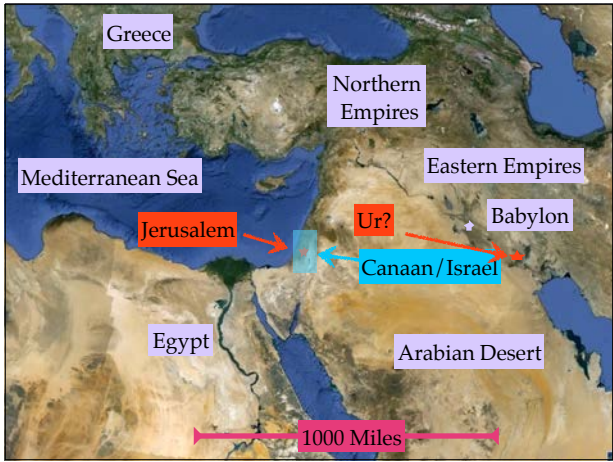 Greece
Northern
Empires
Eastern Empires
Mediterranean Sea
Babylon
Ur?
Jerusalem
Canaan/Israel
Egypt
Arabian Desert
1000 Miles